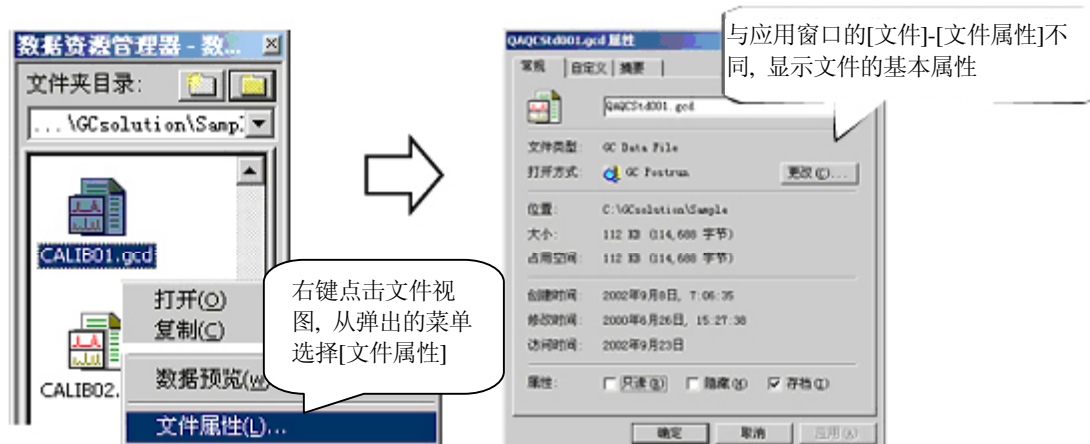 数据资源管理器 - 数...
文件夹目录:
...\GCsolution\Samp:
CALIB01.gcd
打开(O)
复制(C)
CALIB02.
数据预览(w)
文件属性(L)...
右键点击文件视
图, 从弹出的菜单
选择[文件属性]
QAQCStd001.gcd 属性
常规 自定义 摘要
QAQCStd001.gcd
文件类型: GC Data File
打开方式: GC Postrun 更改(C)...
位置: C:\GCsolution\Sample
大小: 112 KB (114,688 字节)
占用空间: 112 KB (114,688 字节)
创建时间: 2002年9月8日, 7:06:35
修改时间: 2000年6月26日, 15:27:38
访问时间: 2002年9月23日
属性: 只读(R) 隐藏(H) 存档(I)
确定 取消 应用(A)
与应用窗口的[文件]-[文件属性]不
同, 显示文件的基本属性